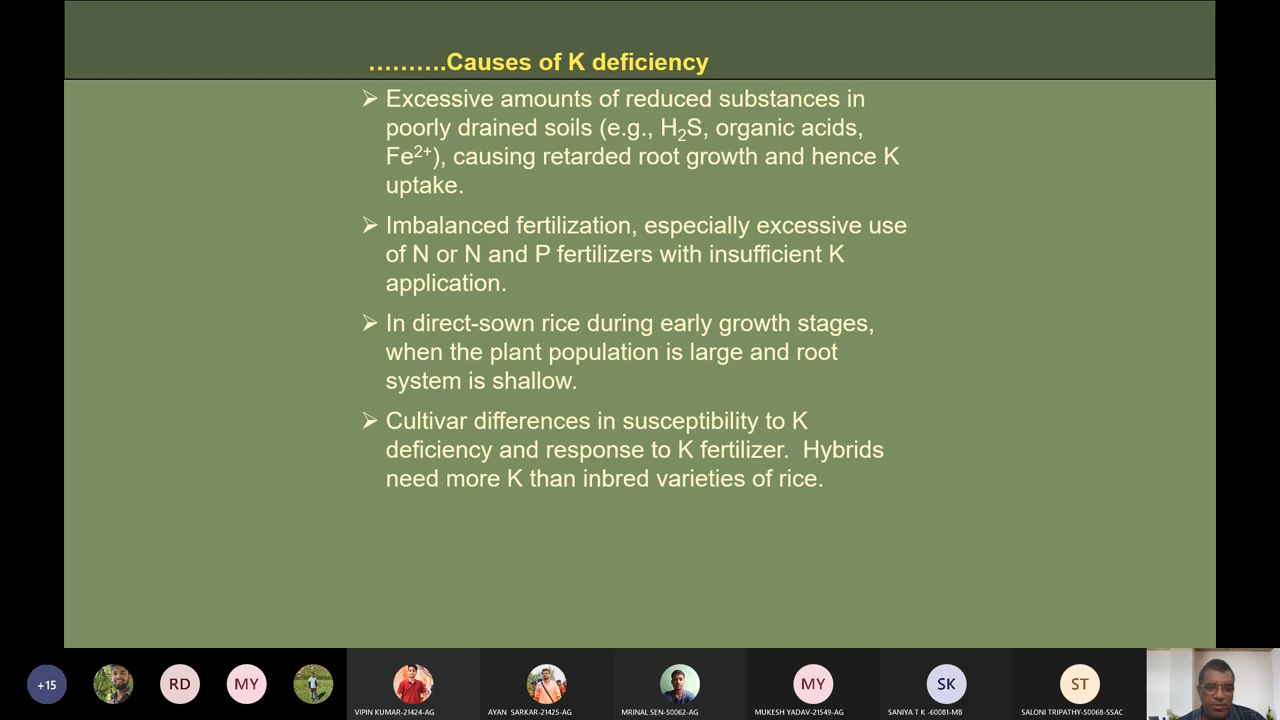 ……….Causes of K deficiency
➢ Excessive amounts of reduced substances in
poorly drained soils (e.g., H₂S, organic acids,
Fe²⁺), causing retarded root growth and hence K
uptake.
➢ Imbalanced fertilization, especially excessive use
of N or N and P fertilizers with insufficient K
application.
➢ In direct-sown rice during early growth stages,
when the plant population is large and root
system is shallow.
➢ Cultivar differences in susceptibility to K
deficiency and response to K fertilizer.  Hybrids
need more K than inbred varieties of rice.
+15 RD MY MY SK ST
VIPIN KUMAR-21424-AG AYAN SARKAR-21425-AG MRINAL SEN-50062-AG MUKESH YADAV-21549-AG SANIYA T K -60081-MB SALONI TRIPATHY-50068-SSAC